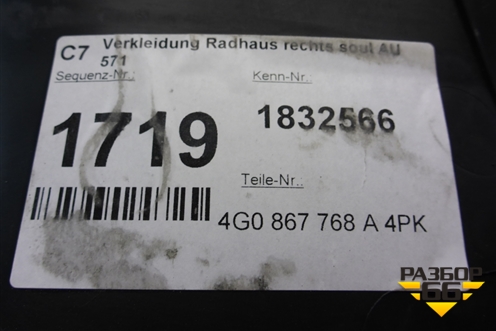 C7 Verkleidung Radhaus rechts soul AU
571
Sequenz-Nr.: Kenn-Nr.:
1719 1832566
Teile-Nr.:
4G0 867 768 A 4PK
РАЗБОР
66